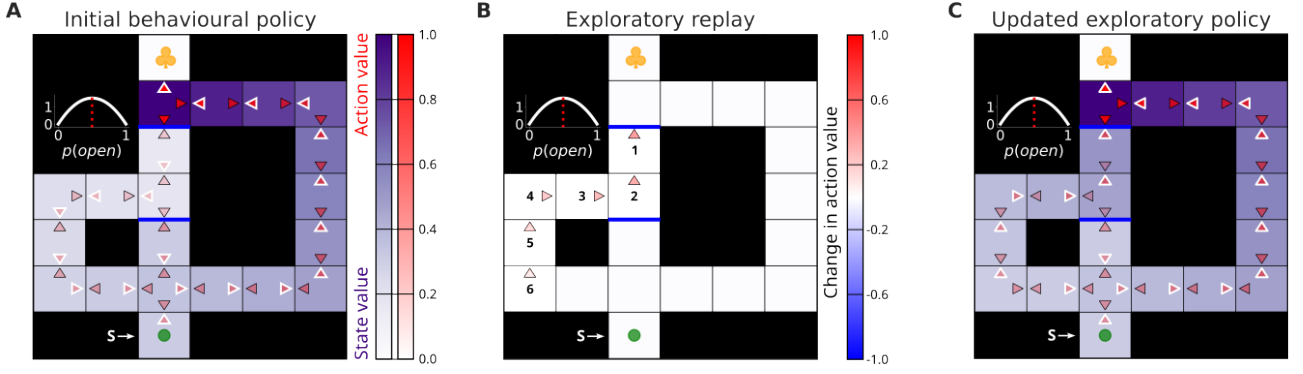 A
Initial behavioural policy
1
0
0
1
p(open)
S→
Action value
State value
1.0
0.8
0.6
0.4
0.2
0.0
B
Exploratory replay
1
0
0
1
p(open)
1
4
3
2
5
6
S→
Change in action value
1.0
0.6
0.2
-0.2
-0.6
-1.0
C
Updated exploratory policy
1
0
0
1
p(open)
S→